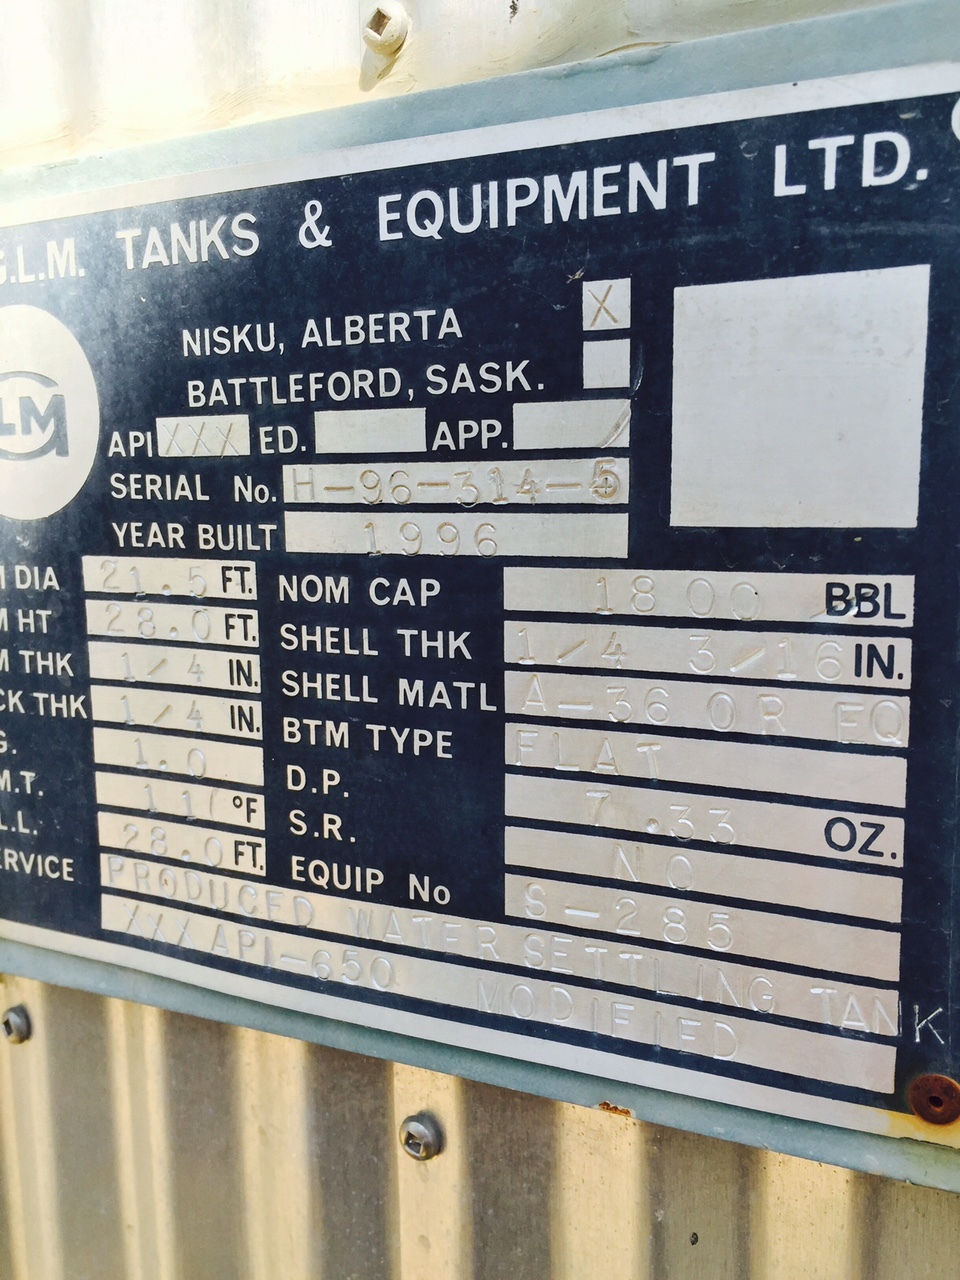 G.L.M. TANKS & EQUIPMENT LTD.
LM
NISKU, ALBERTA X
BATTLEFORD, SASK.
API XXX ED. APP.
SERIAL No. H-96-314-5
YEAR BUILT 1996
M DIA 21.5 FT. NOM CAP 1800 BBL
M HT 28.0 FT. SHELL THK 1/4 3/16 IN.
M THK 1/4 IN. SHELL MATL A-36 OR EQ
CK THK 1/4 IN. BTM TYPE FLAT
G. 1.0 D.P. 7.33 OZ.
M.T. °F S.R. NO
L.L. 28.0 FT. EQUIP No S-285
ERVICE PRODUCED WATER SETTLING TANK
XXX API-650 MODIFIED